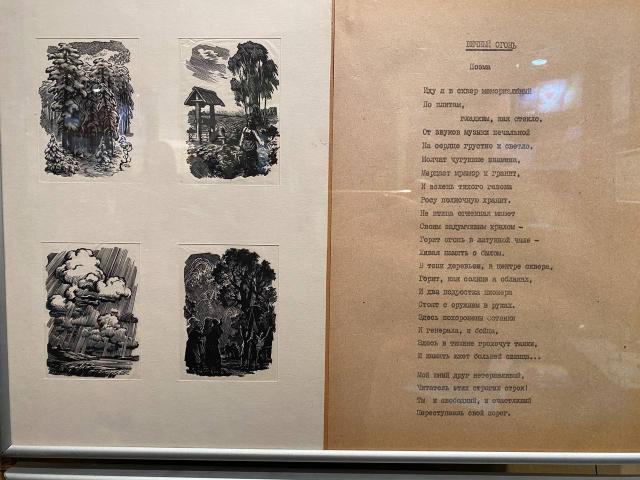 ВЕЧНЫЙ ОГОНЬ
Поэма
Иду я в сквер мемориальный
По плитам,
гладким, как стекло,
От звуков музыки печальной
На сердце грустно и светло.
Молчат чугунные знамена,
Мерцают мрамор и гранит,
И зелень тихого газона
Росу полночную хранит.
Не птица огненная машет
Своим задумчивым крылом -
Горит огонь в латунной чаше -
Живая память о былом.
В тени деревьев, в центре сквера,
Горит, как солнце в облаках,
И два подростка пионера
Стоят с оружием в руках.
Здесь похоронены останки
И генерала, и бойца,
Здесь в тишине грохочут танки,
И память жжет больней свинца...
Мой юный друг нетерпеливый,
Читатель этих строгих строк!
Ты и свободный, и счастливый
Переступаешь свой порог.